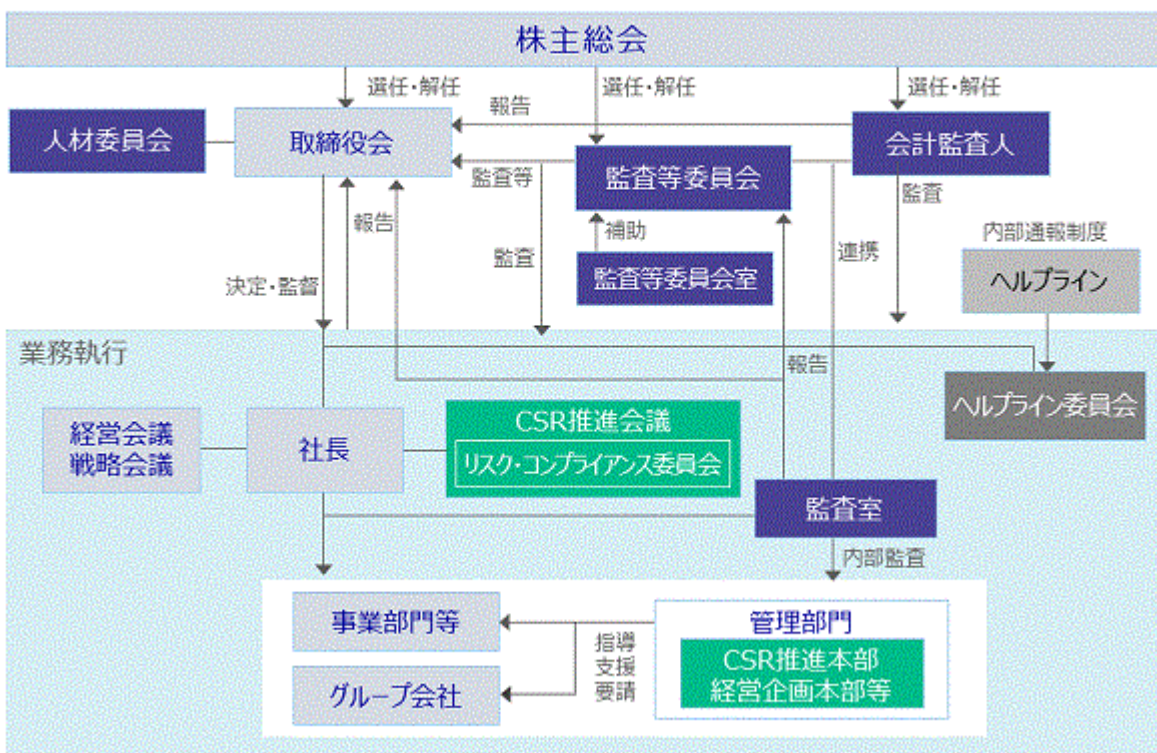 株主総会
選任・解任
選任・解任
選任・解任
報告
人材委員会
取締役会
会計監査人
監査等
監査等委員会
監査
報告
補助
内部通報制度
監査
連携
監査等委員会室
ヘルプライン
決定・監督
業務執行
報告
ヘルプライン委員会
経営会議
戦略会議
社長
CSR推進会議
リスク・コンプライアンス委員会
監査室
内部監査
事業部門等
管理部門
指導
支援
要請
CSR推進本部
経営企画本部等
グループ会社